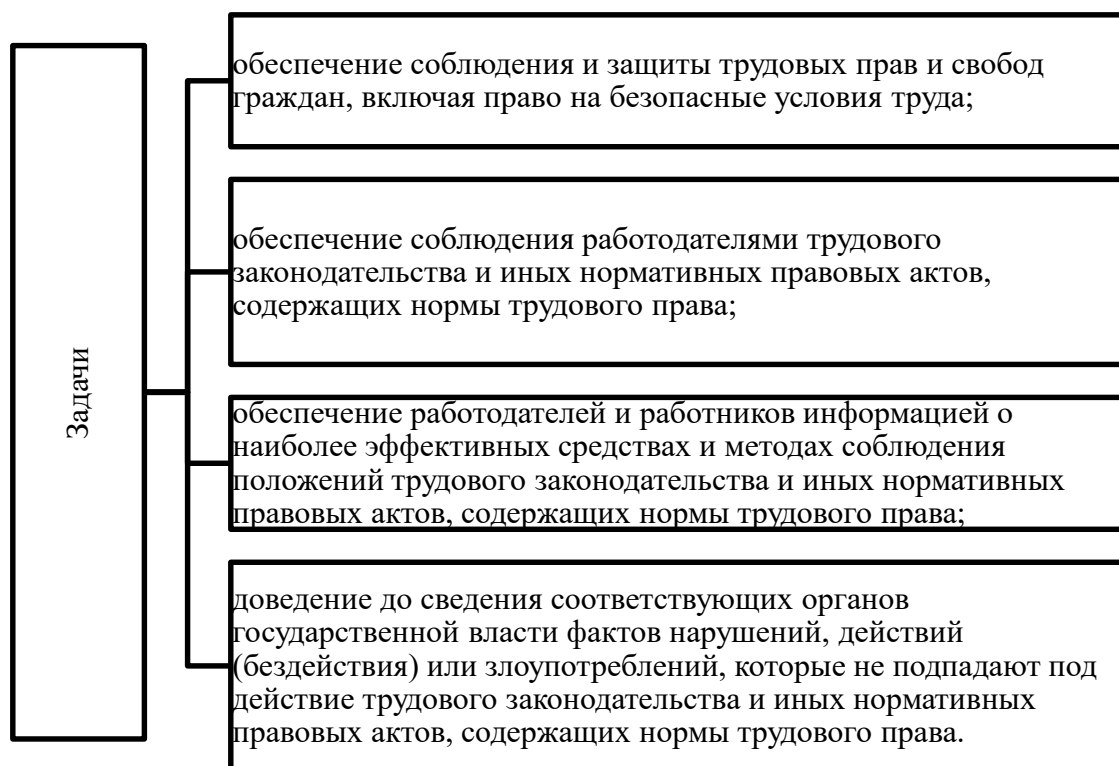 Задачи
обеспечение соблюдения и защиты трудовых прав и свобод
граждан, включая право на безопасные условия труда;
обеспечение соблюдения работодателями трудового
законодательства и иных нормативных правовых актов,
содержащих нормы трудового права;
обеспечение работодателей и работников информацией о
наиболее эффективных средствах и методах соблюдения
положений трудового законодательства и иных нормативных
правовых актов, содержащих нормы трудового права;
доведение до сведения соответствующих органов
государственной власти фактов нарушений, действий
(бездействия) или злоупотреблений, которые не подпадают под
действие трудового законодательства и иных нормативных
правовых актов, содержащих нормы трудового права.